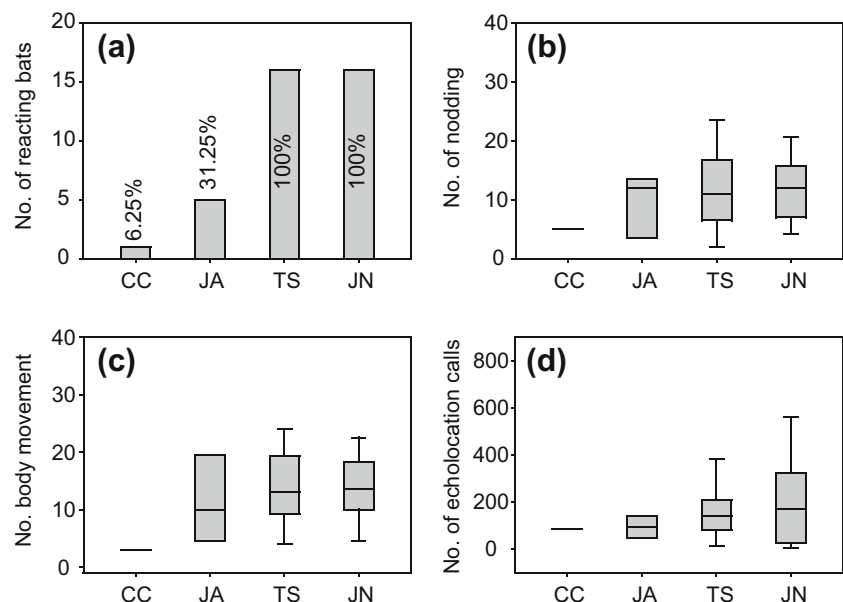 (a)
No. of reacting bats
20
15
10
5
0
6.25%
31.25%
100%
100%
CC JA TS JN
(b)
No. of nodding
40
30
20
10
0
CC JA TS JN
(c)
No. body movement
40
30
20
10
0
CC JA TS JN
(d)
No. of echolocation calls
800
600
400
200
0
CC JA TS JN